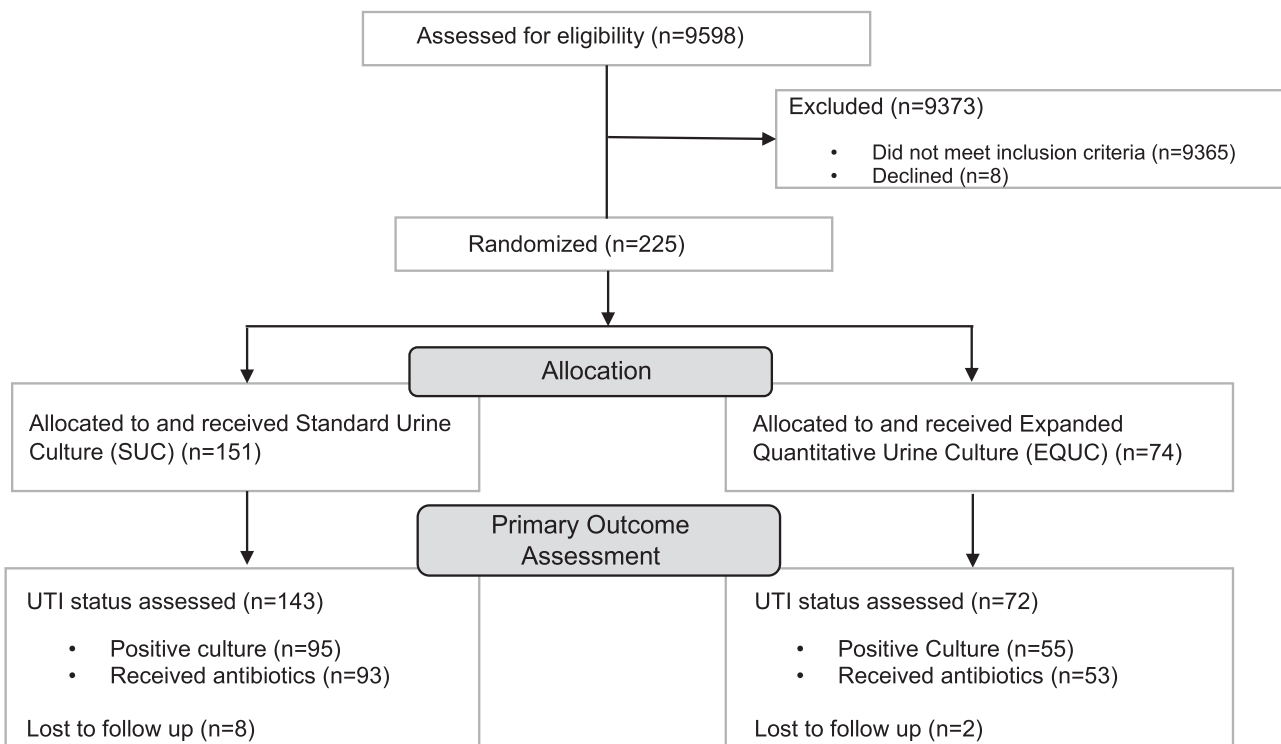 Assessed for eligibility (n=9598)
Excluded (n=9373)
• Did not meet inclusion criteria (n=9365)
• Declined (n=8)
Randomized (n=225)
Allocation
Allocated to and received Standard Urine
Culture (SUC) (n=151)
Allocated to and received Expanded
Quantitative Urine Culture (EQUC) (n=74)
Primary Outcome
Assessment
UTI status assessed (n=143)
• Positive culture (n=95)
• Received antibiotics (n=93)
Lost to follow up (n=8)
UTI status assessed (n=72)
• Positive Culture (n=55)
• Received antibiotics (n=53)
Lost to follow up (n=2)